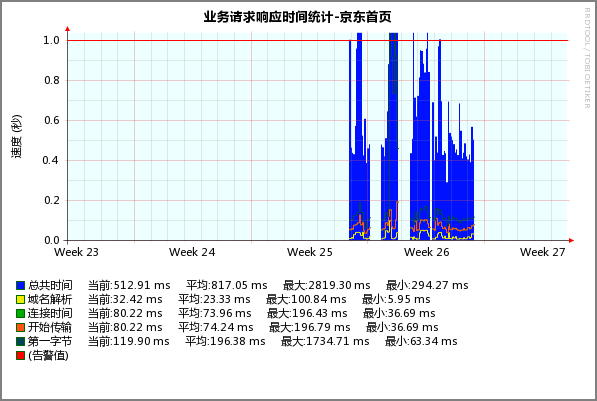 业务请求响应时间统计-京东首页
RRDTOOL / TOBI OETIKER
速度 (秒)
1.0
0.8
0.6
0.4
0.2
0.0
Week 23 Week 24 Week 25 Week 26 Week 27
总共时间 当前:512.91 ms 平均:817.05 ms 最大:2819.30 ms 最小:294.27 ms
域名解析 当前:32.42 ms 平均:23.33 ms 最大:100.84 ms 最小:5.95 ms
连接时间 当前:80.22 ms 平均:73.96 ms 最大:196.43 ms 最小:36.69 ms
开始传输 当前:80.22 ms 平均:74.24 ms 最大:196.79 ms 最小:36.69 ms
第一字节 当前:119.90 ms 平均:196.38 ms 最大:1734.71 ms 最小:63.34 ms
(告警值)